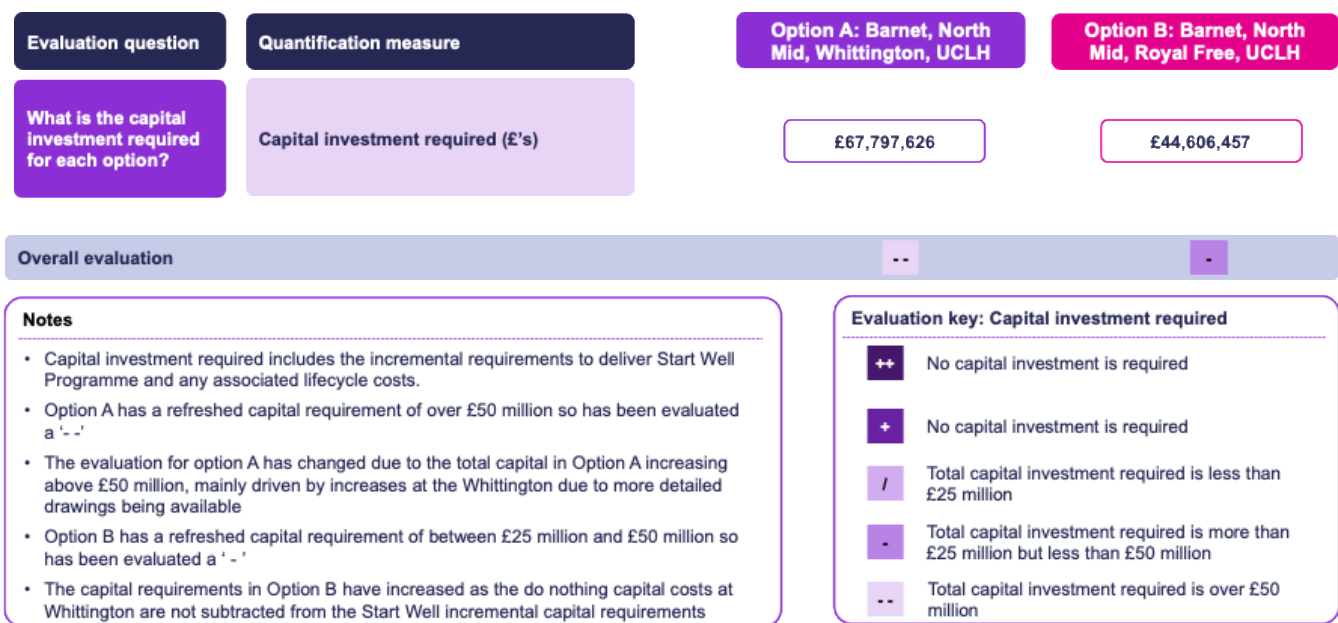 Evaluation question
Quantification measure
Option A: Barnet, North
Mid, Whittington, UCLH
Option B: Barnet, North
Mid, Royal Free, UCLH
What is the capital
investment required
for each option?
Capital investment required (£'s)
£67,797,626
£44,606,457
Overall evaluation
- -
-
Notes
• Capital investment required includes the incremental requirements to deliver Start Well
Programme and any associated lifecycle costs.
• Option A has a refreshed capital requirement of over £50 million so has been evaluated
a ‘- -’
• The evaluation for option A has changed due to the total capital in Option A increasing
above £50 million, mainly driven by increases at the Whittington due to more detailed
drawings being available
• Option B has a refreshed capital requirement of between £25 million and £50 million so
has been evaluated a ‘ - ’
• The capital requirements in Option B have increased as the do nothing capital costs at
Whittington are not subtracted from the Start Well incremental capital requirements
Evaluation key: Capital investment required
++ No capital investment is required
+ No capital investment is required
/ Total capital investment required is less than
£25 million
- Total capital investment required is more than
£25 million but less than £50 million
- - Total capital investment required is over £50
million